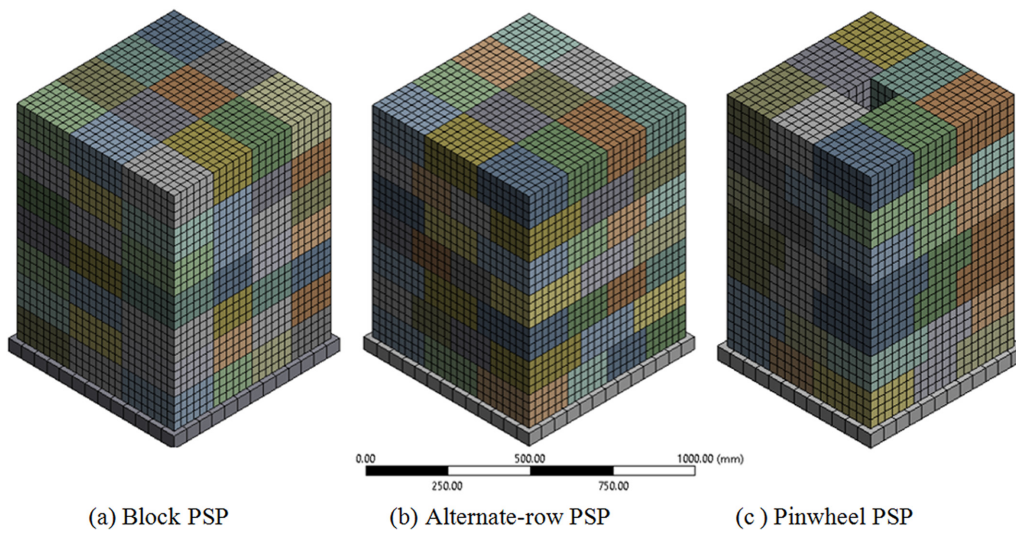 0.00 500.00 1000.00 (mm)
250.00 750.00
(a) Block PSP (b) Alternate-row PSP (c ) Pinwheel PSP